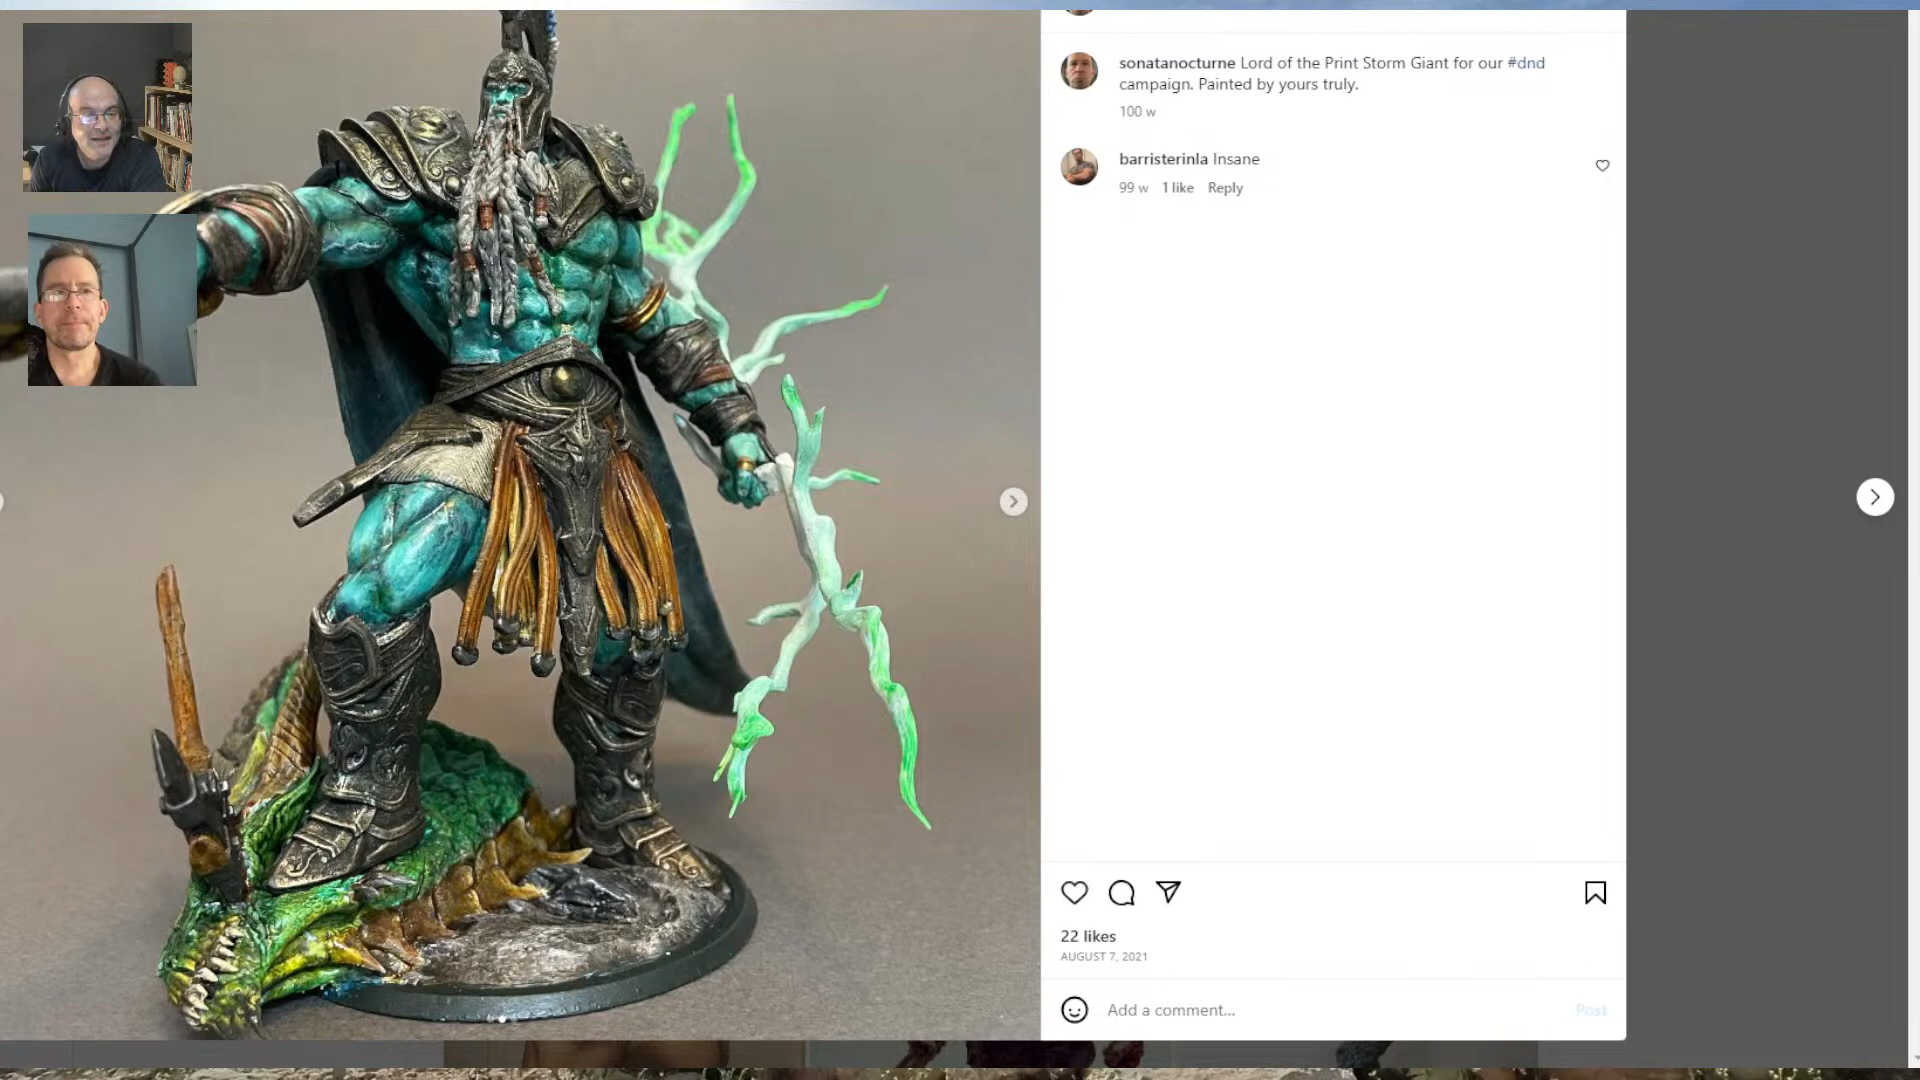 sonatanocturne Lord of the Print Storm Giant for our #dnd
campaign. Painted by yours truly.
100 w
barristerinla Insane
99 w 1 like Reply
22 likes
AUGUST 7, 2021
Add a comment... Post